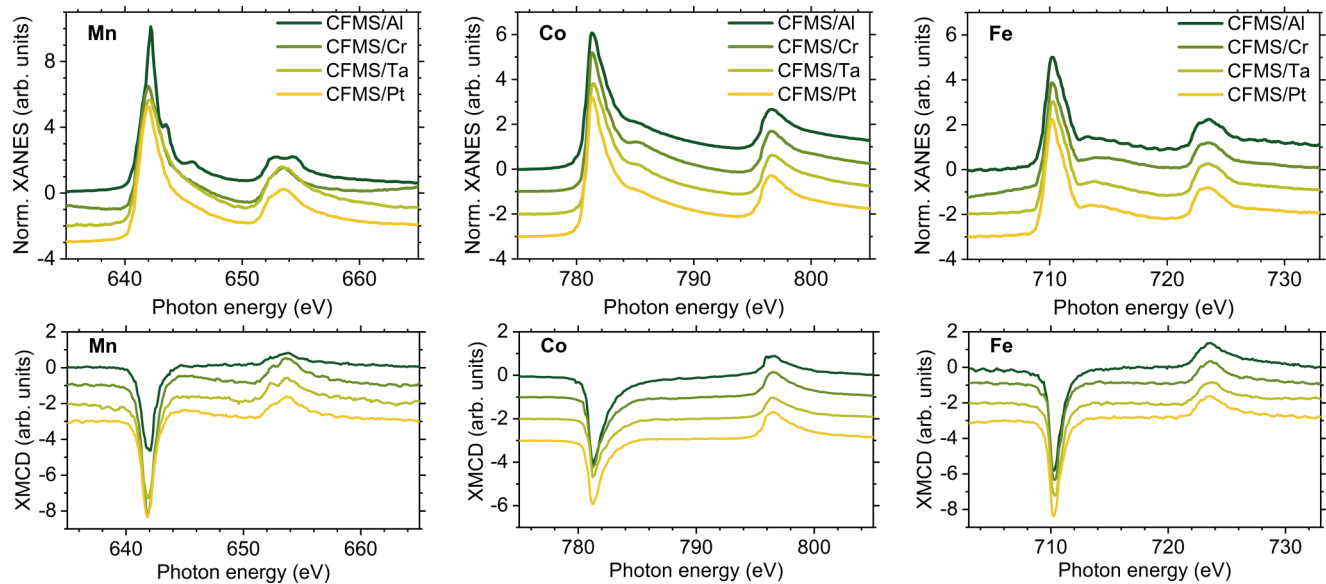 Mn
CFMS/Al
CFMS/Cr
CFMS/Ta
CFMS/Pt
Norm. XANES (arb. units)
8
4
0
-4
640
650
660
Photon energy (eV)
Co
CFMS/Al
CFMS/Cr
CFMS/Ta
CFMS/Pt
Norm. XANES (arb. units)
6
4
2
0
-2
-4
780
790
800
Photon energy (eV)
Fe
CFMS/Al
CFMS/Cr
CFMS/Ta
CFMS/Pt
Norm. XANES (arb. units)
6
4
2
0
-2
-4
710
720
730
Photon energy (eV)
Mn
XMCD (arb. units)
2
0
-2
-4
-6
-8
640
650
660
Photon energy (eV)
Co
XMCD (arb. units)
2
0
-2
-4
-6
780
790
800
Photon energy (eV)
Fe
XMCD (arb. units)
2
0
-2
-4
-6
-8
710
720
730
Photon energy (eV)